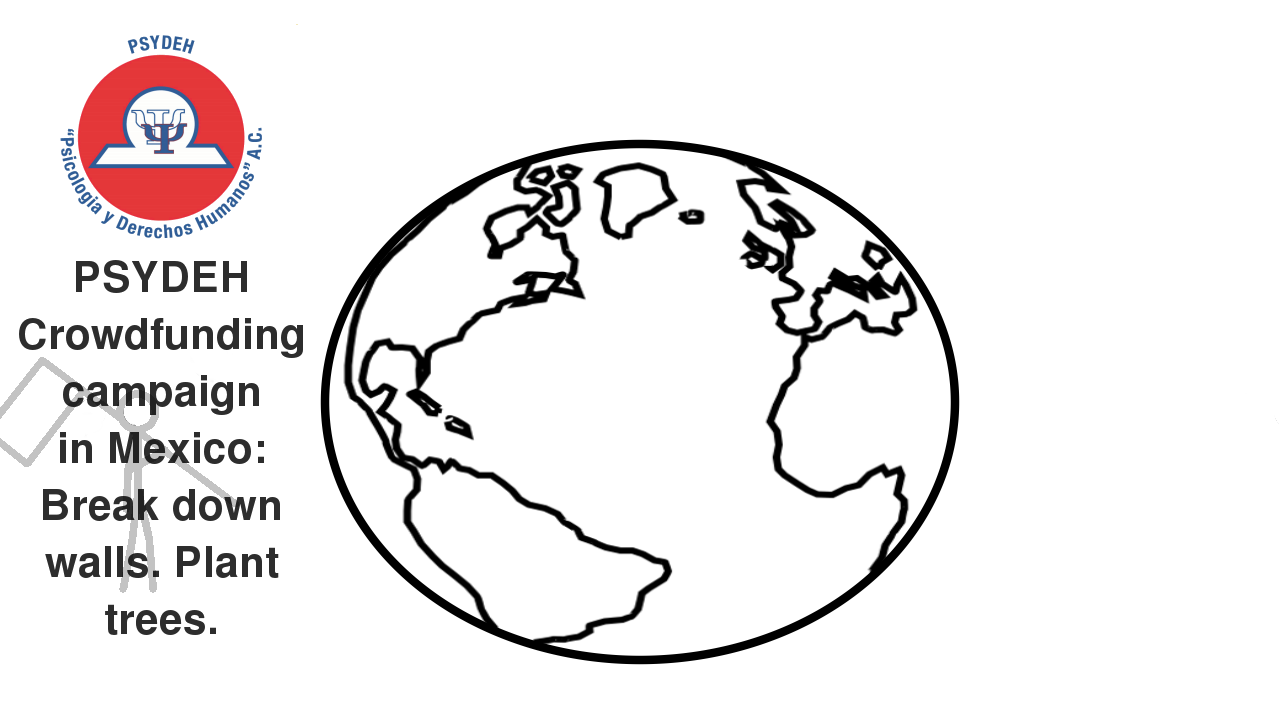 PSYDEH
“Psicología y Derechos Humanos” A.C.
PSYDEH
Crowdfunding
campaign
in Mexico:
Break down
walls. Plant
trees.